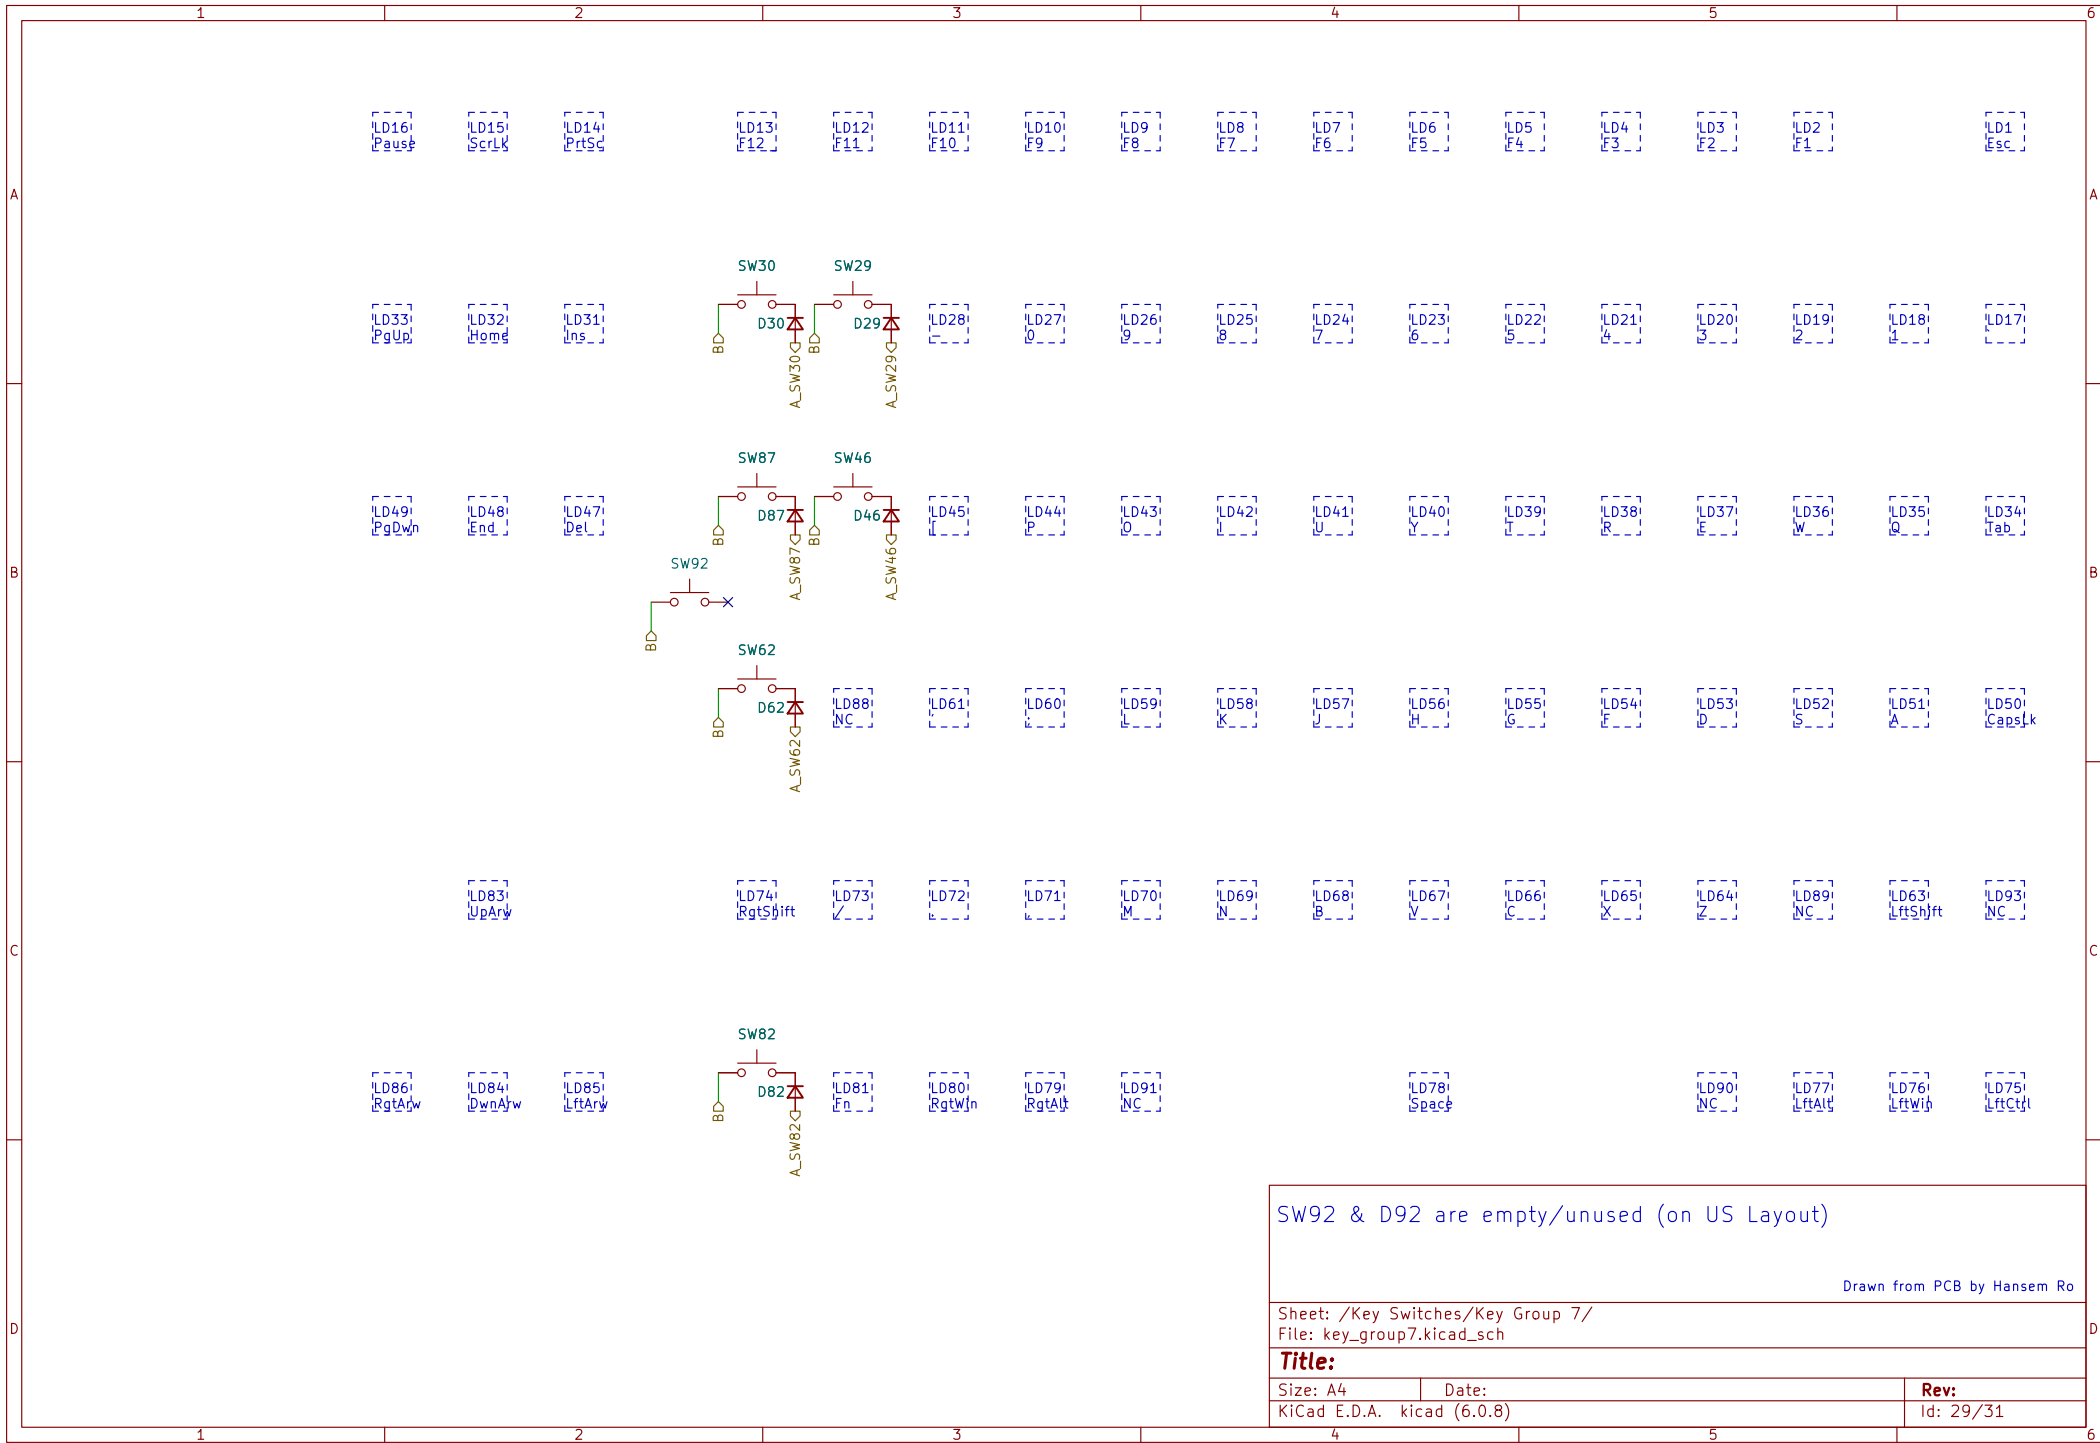 1 2 3 4 5 6
LD16 LD15 LD14 LD13 LD12 LD11 LD10 LD9 LD8 LD7 LD6 LD5 LD4 LD3 LD2 LD1
Pause ScrLk PrtSc F12 F11 F10 F9 F8 F7 F6 F5 F4 F3 F2 F1 Esc
A A
SW30 SW29
LD33 LD32 LD31 D30 D29 LD28 LD27 LD26 LD25 LD24 LD23 LD22 LD21 LD20 LD19 LD18 LD17
PgUp Home Ins BD BD - 0 9 8 7 6 5 4 3 2 1 `
A_SW30 A_SW29
SW87 SW46
LD49 LD48 LD47 D87 D46 LD45 LD44 LD43 LD42 LD41 LD40 LD39 LD38 LD37 LD36 LD35 LD34
PgDwn End Del BD BD [ P O I U Y T R E W Q Tab
A_SW87 A_SW46
B B
SW92
BD
SW62
D62 LD88 LD61 LD60 LD59 LD58 LD57 LD56 LD55 LD54 LD53 LD52 LD51 LD50
BD NC ' ; L K J H G F D S A CapsLk
A_SW62
LD83 LD74 LD73 LD72 LD71 LD70 LD69 LD68 LD67 LD66 LD65 LD64 LD89 LD63 LD93
UpArw RgtShift / . , M N B V C X Z NC LftShift NC
C C
SW82
LD86 LD84 LD85 D82 LD81 LD80 LD79 LD91 LD78 LD90 LD77 LD76 LD75
RgtArw DwnArw LftArw BD Fn RgtWin RgtAlt NC Space NC LftAlt LftWin LftCtrl
A_SW82
SW92 & D92 are empty/unused (on US Layout)
Drawn from PCB by Hansem Ro
Sheet: /Key Switches/Key Group 7/
File: key_group7.kicad_sch
D D
Title:
Size: A4 Date: Rev:
KiCad E.D.A. kicad (6.0.8) Id: 29/31
1 2 3 4 5 6